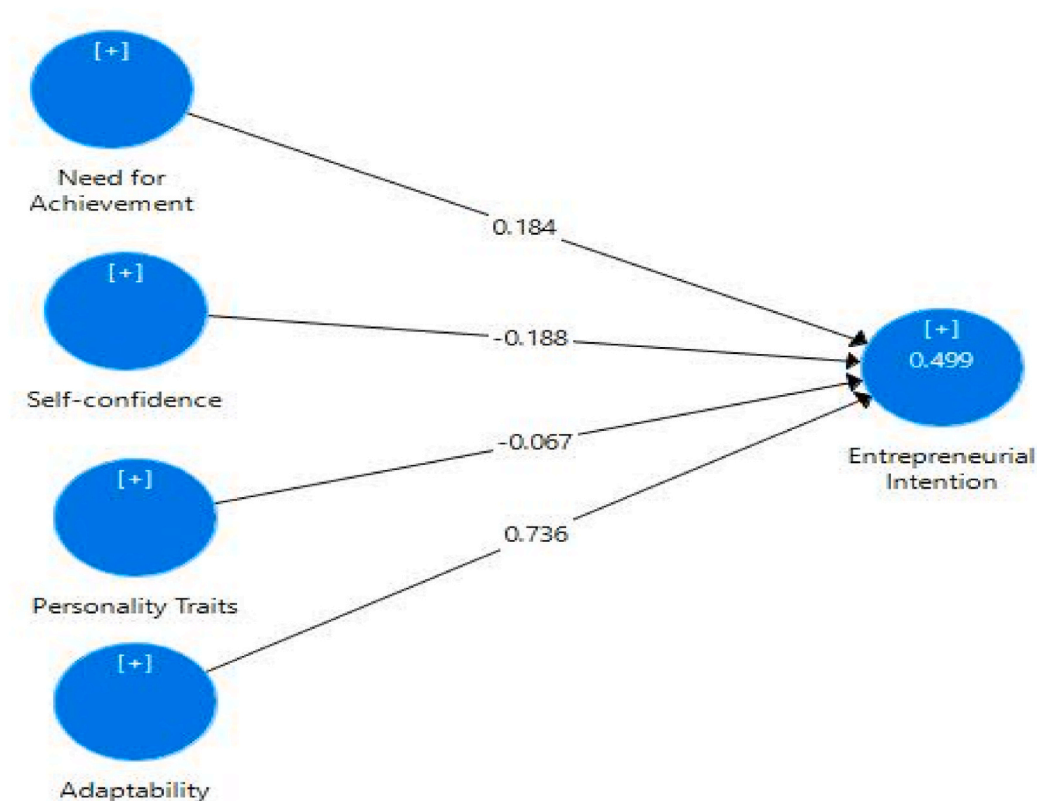 [+]
Need for
Achievement
0.184
[+]
Self-confidence
-0.188
[+]
0.499
Entrepreneurial
Intention
[+]
Personality Traits
-0.067
[+]
Adaptability
0.736